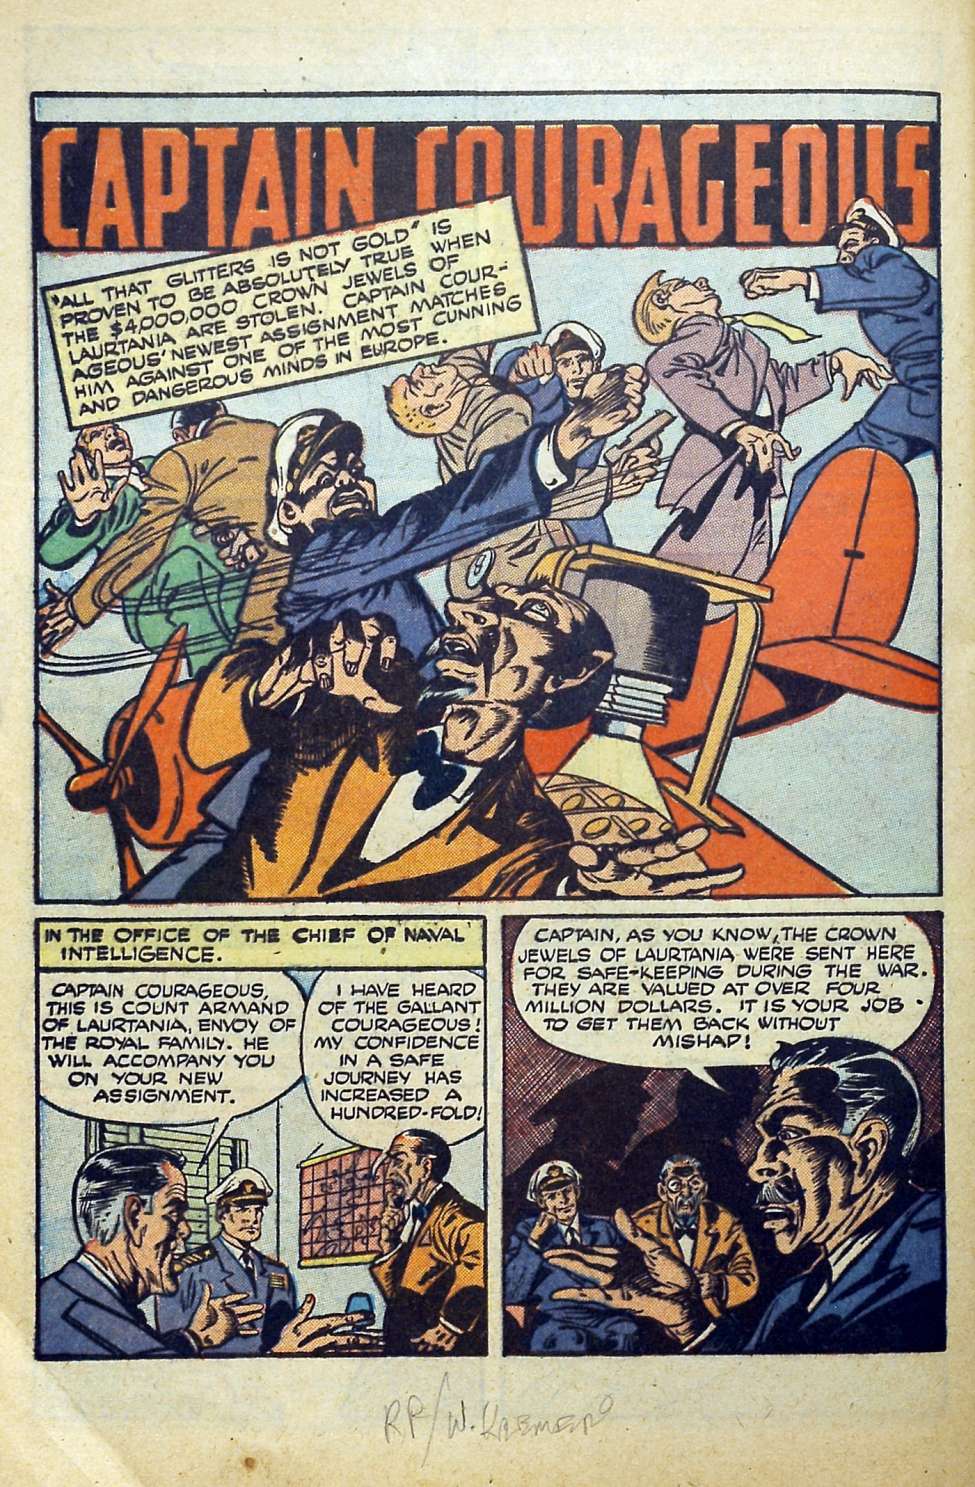 CAPTAIN COURAGEOUS
"ALL THAT GLITTERS IS NOT GOLD" IS
PROVEN TO BE ABSOLUTELY TRUE WHEN
THE $4,000,000 CROWN JEWELS OF
LAURTANIA ARE STOLEN. CAPTAIN COUR-
AGEOUS' NEWEST ASSIGNMENT MATCHES
HIM AGAINST ONE OF THE MOST CUNNING
AND DANGEROUS MINDS IN EUROPE.
IN THE OFFICE OF THE CHIEF OF NAVAL
INTELLIGENCE.
CAPTAIN COURAGEOUS,
THIS IS COUNT ARMAND
OF LAURTANIA, ENVOY OF
THE ROYAL FAMILY. HE
WILL ACCOMPANY YOU
ON YOUR NEW
ASSIGNMENT.
I HAVE HEARD
OF THE GALLANT
COURAGEOUS!
MY CONFIDENCE
IN A SAFE
JOURNEY HAS
INCREASED A
HUNDRED-FOLD!
CAPTAIN, AS YOU KNOW, THE CROWN
JEWELS OF LAURTANIA WERE SENT HERE
FOR SAFE-KEEPING DURING THE WAR.
THEY ARE VALUED AT OVER FOUR
MILLION DOLLARS. IT IS YOUR JOB
TO GET THEM BACK WITHOUT
MISHAP!